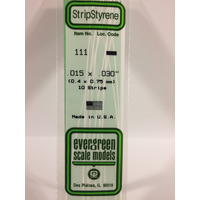 StripStyrene
Item No. Loc. Code
111
.015 x .030"
(0.4 x 0.75 mm)
10 Strips
Made in U.S.A.
evergreen
scale models
Des Plaines, IL 60018